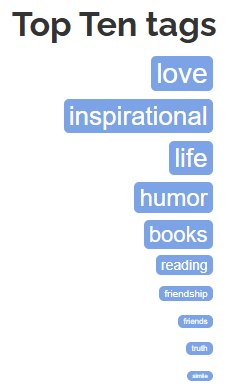 Top Ten tags
love
inspirational
life
humor
books
reading
friendship
friends
truth
simile